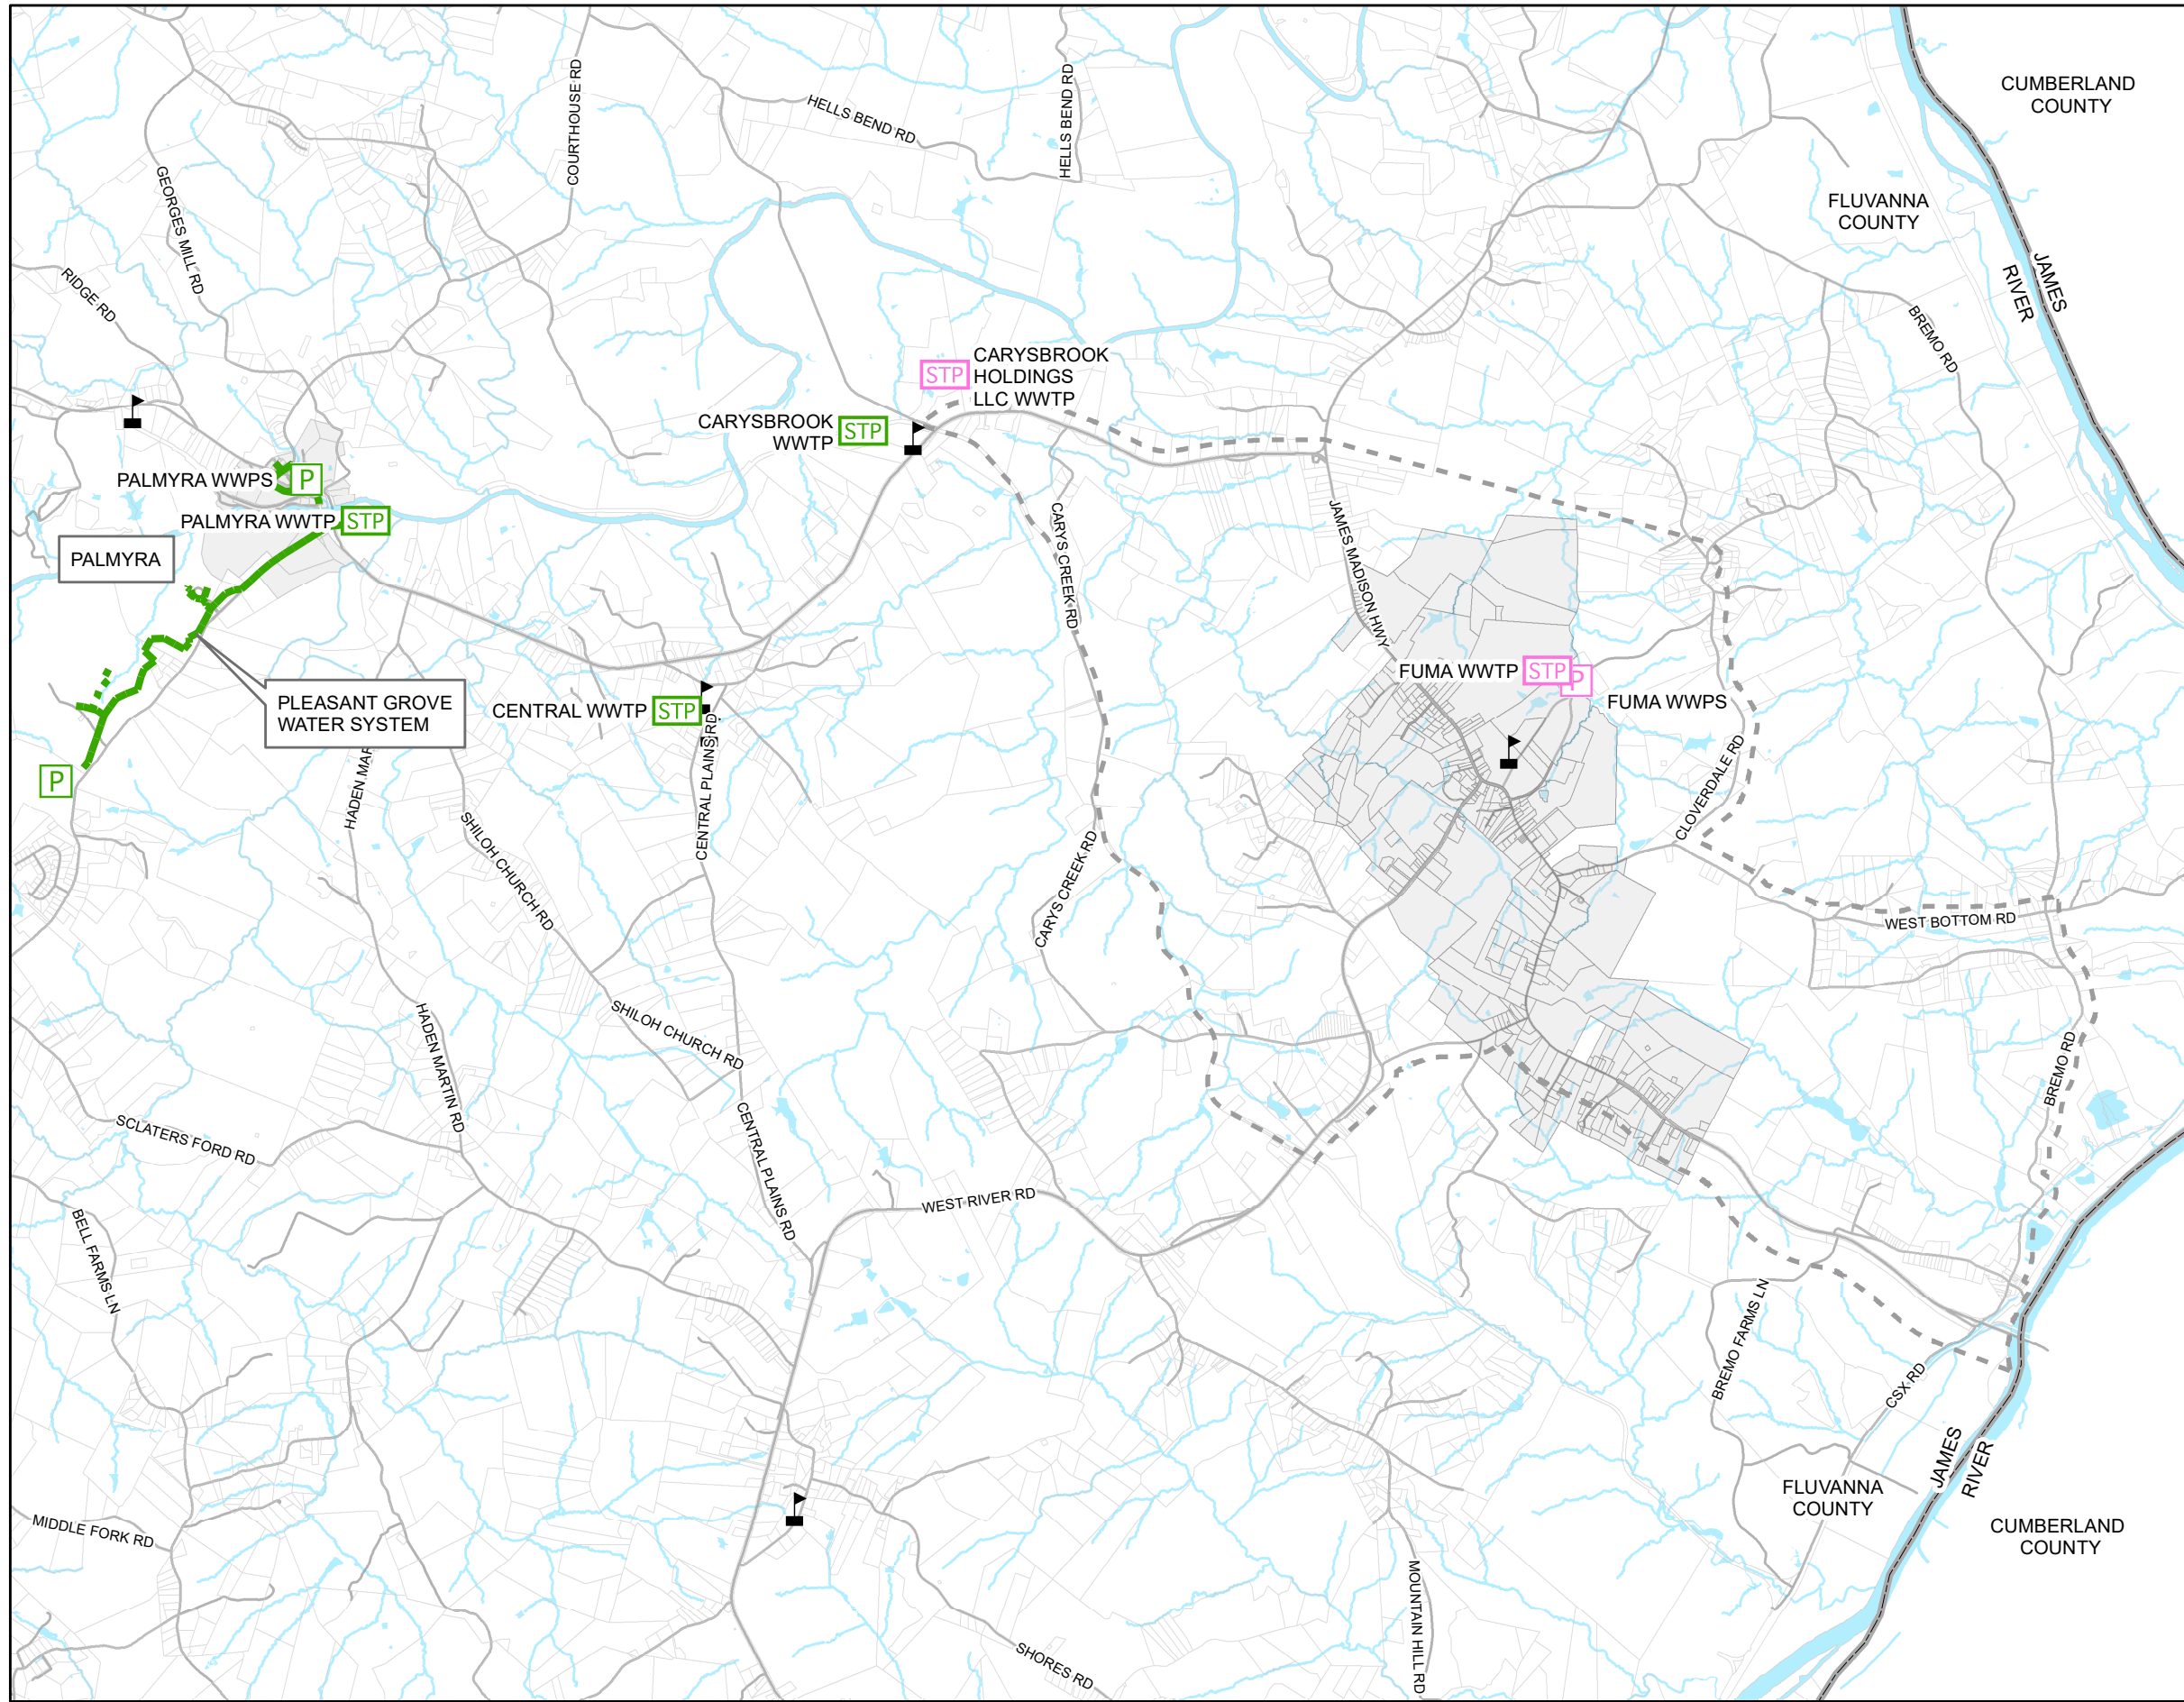 CUMBERLAND
COUNTY
COURTHOUSE RD
HELLS BEND RD
HELLS BEND RD
GEORGES MILL RD
FLUVANNA
COUNTY
RIDGE RD
JAMES
RIVER
BREMO RD
CARYSBROOK
HOLDINGS
LLC WWTP
STP
CARYSBROOK
WWTP
STP
PALMYRA WWPS
P
PALMYRA WWTP
STP
PALMYRA
CARYS CREEK RD
JAMES MADISON HWY
FUMA WWTP
STP
P
FUMA WWPS
PLEASANT GROVE
WATER SYSTEM
CENTRAL WWTP
STP
P
HADEN MAR
CENTRAL PLAINS RD
SHILOH CHURCH RD
CLOVERDALE RD
CARYS CREEK RD
WEST BOTTOM RD
SHILOH CHURCH RD
HADEN MARTIN RD
BREMO RD
SCLATERS FORD RD
CENTRAL PLAINS RD
WEST RIVER RD
BELL FARMS LN
BREMO FARMS LN
CSX RD
JAMES
RIVER
FLUVANNA
COUNTY
CUMBERLAND
COUNTY
MIDDLE FORK RD
MOUNTAIN HILL RD
SHORES RD